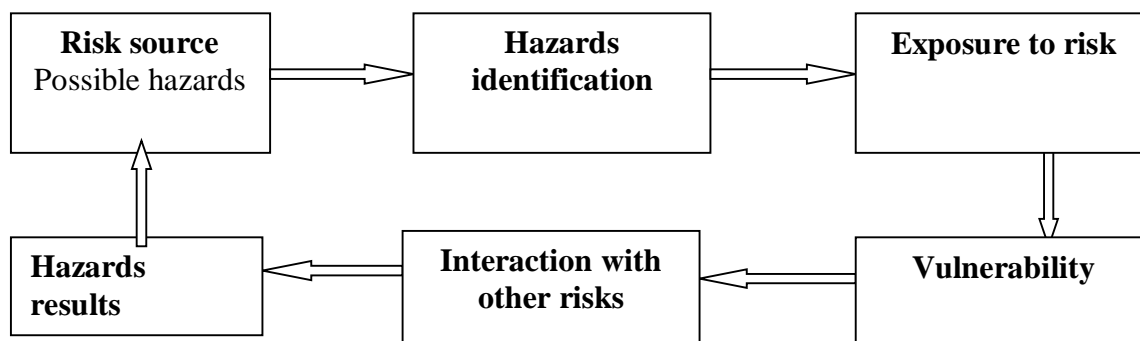 Risk source
Possible hazards
Hazards
identification
Exposure to risk
Vulnerability
Interaction with
other risks
Hazards
results